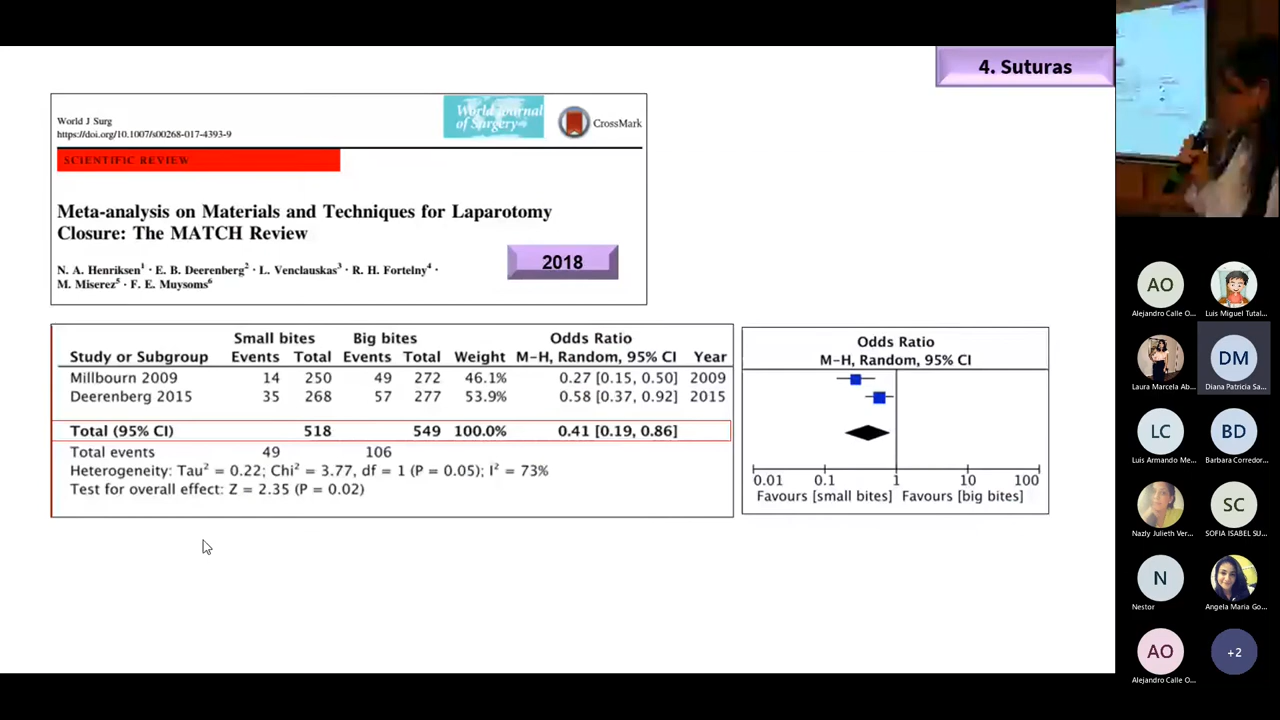 4. Suturas
World J Surg
https://doi.org/10.1007/s00268-017-4393-9
World Journal
of Surgery
CrossMark
SCIENTIFIC REVIEW
Meta-analysis on Materials and Techniques for Laparotomy
Closure: The MATCH Review
2018
N. A. Henriksen1 · E. B. Deerenberg2 · L. Venclauskas3 · R. H. Fortelny4 ·
M. Miserez5 · F. E. Muysoms6
Small bites Big bites Odds Ratio
Study or Subgroup Events Total Events Total Weight M-H, Random, 95% CI Year
Millbourn 2009 14 250 49 272 46.1% 0.27 [0.15, 0.50] 2009
Deerenberg 2015 35 268 57 277 53.9% 0.58 [0.37, 0.92] 2015
Total (95% CI) 518 549 100.0% 0.41 [0.19, 0.86]
Total events 49 106
Heterogeneity: Tau² = 0.22; Chi² = 3.77, df = 1 (P = 0.05); I² = 73%
Test for overall effect: Z = 2.35 (P = 0.02)
Odds Ratio
M-H, Random, 95% CI
0.01 0.1 1 10 100
Favours [small bites] Favours [big bites]
AO
Alejandro Calle O...
Luis Miguel Tutal...
Laura Marcela Ab...
DM
Diana Patricia Sa...
LC
Luis Armando Me...
BD
Barbara Corredor...
Nazly Julieth Ver...
SC
SOFIA ISABEL SU...
N
Nestor
Angela Maria Go...
AO
Alejandro Calle O...
+2